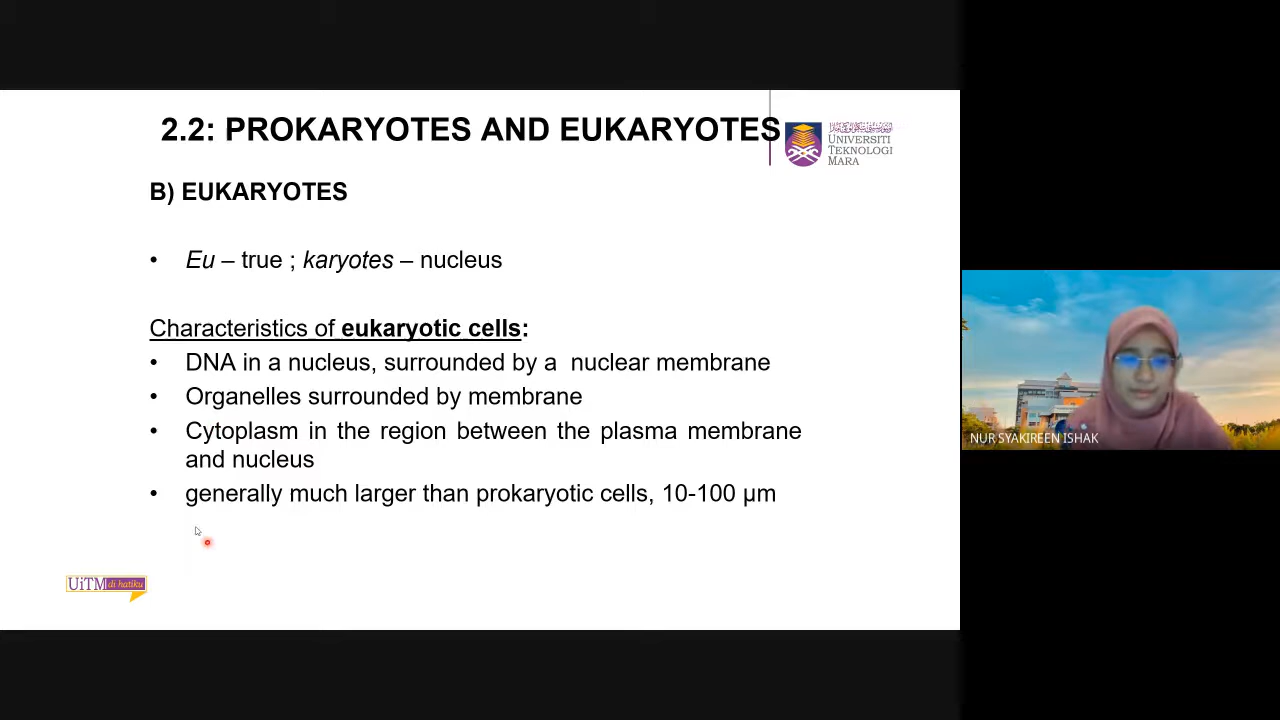 2.2: PROKARYOTES AND EUKARYOTES
UNIVERSITI
TEKNOLOGI
MARA
B) EUKARYOTES
• Eu – true ; karyotes – nucleus
Characteristics of eukaryotic cells:
• DNA in a nucleus, surrounded by a nuclear membrane
• Organelles surrounded by membrane
• Cytoplasm in the region between the plasma membrane
and nucleus
• generally much larger than prokaryotic cells, 10-100 µm
NUR SYAKIREEN ISHAK
UiTM di hatiku